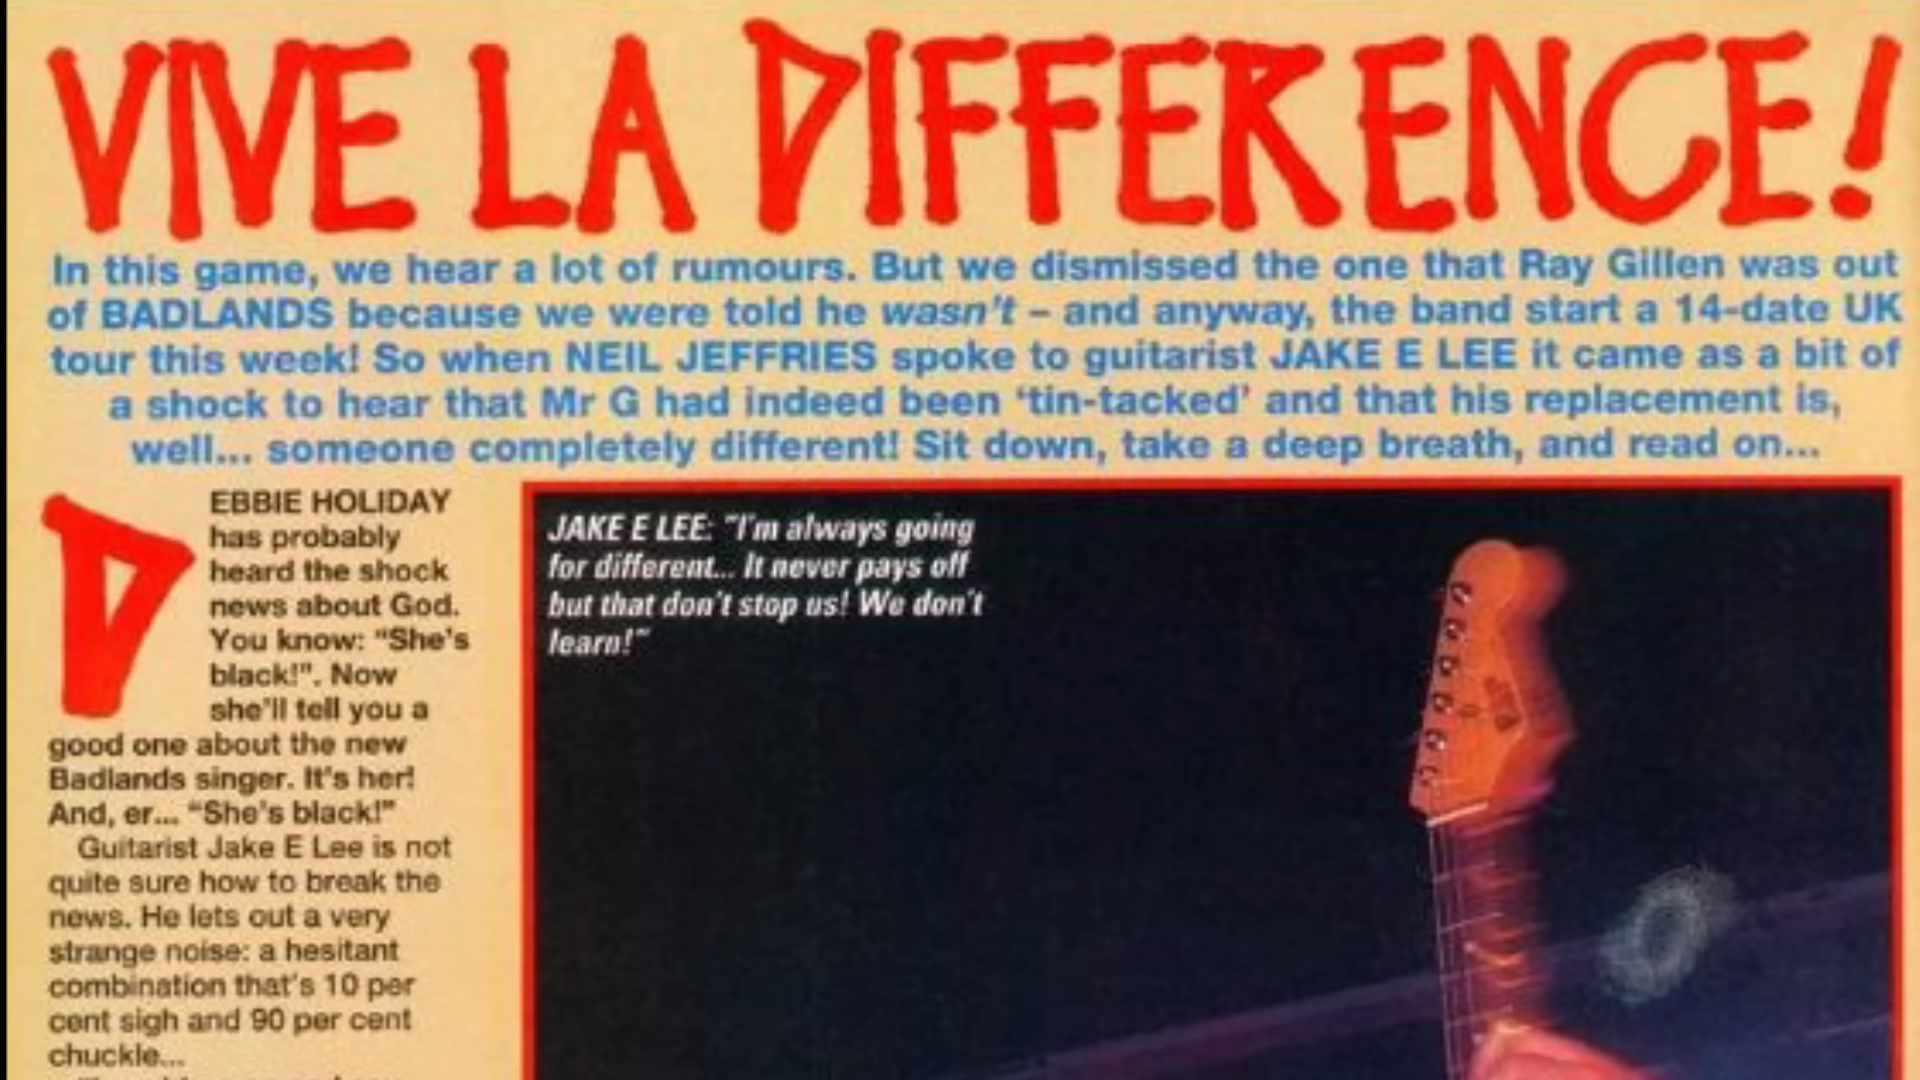 VIVE LA DIFFERENCE!
In this game, we hear a lot of rumours. But we dismissed the one that Ray Gillen was out
of BADLANDS because we were told he wasn't – and anyway, the band start a 14-date UK
tour this week! So when NEIL JEFFRIES spoke to guitarist JAKE E LEE it came as a bit of
a shock to hear that Mr G had indeed been 'tin-tacked' and that his replacement is,
well... someone completely different! Sit down, take a deep breath, and read on...
DEBBIE HOLIDAY
has probably
heard the shock
news about God.
You know: “She's
black!”. Now
she'll tell you a
good one about the new
Badlands singer. It's her!
And, er... “She's black!”
Guitarist Jake E Lee is not
quite sure how to break the
news. He lets out a very
strange noise: a hesitant
combination that's 10 per
cent sigh and 90 per cent
chuckle...
JAKE E LEE: "I'm always going
for different... It never pays off
but that don't stop us! We don't
learn!"